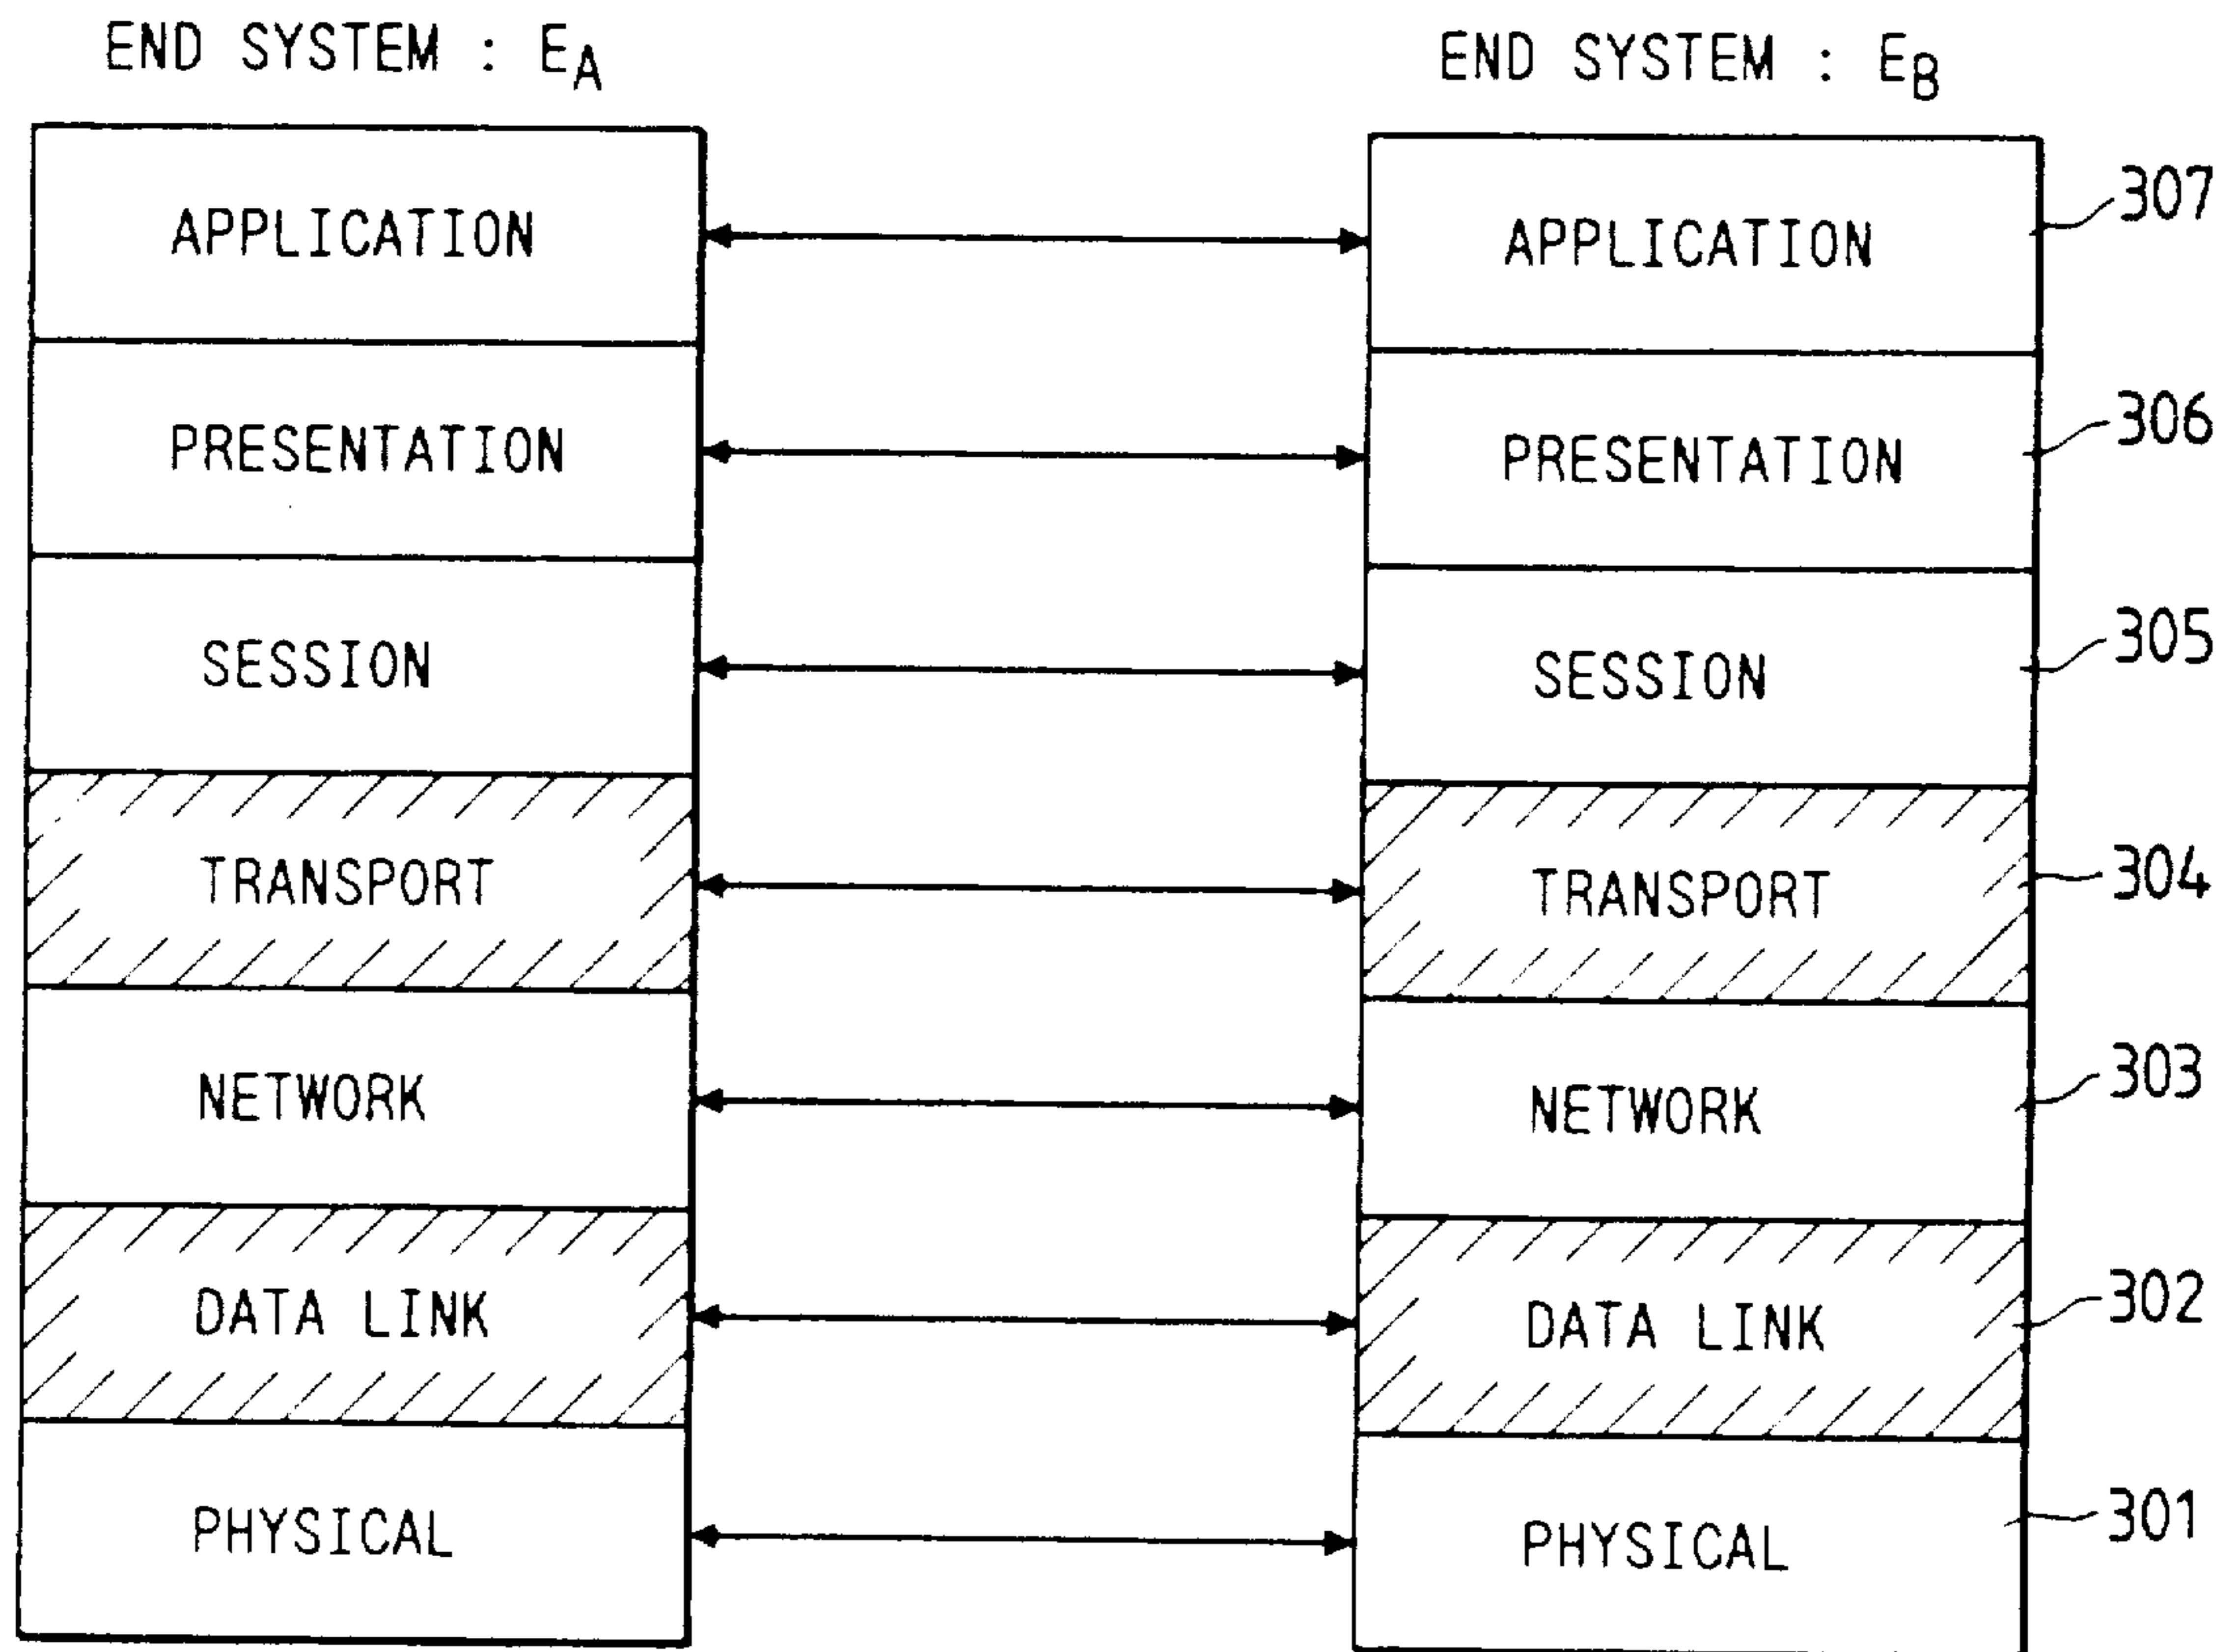 END SYSTEM : EA
END SYSTEM : EB
APPLICATION
APPLICATION
307
PRESENTATION
PRESENTATION
306
SESSION
SESSION
305
TRANSPORT
TRANSPORT
304
NETWORK
NETWORK
303
DATA LINK
DATA LINK
302
PHYSICAL
PHYSICAL
301